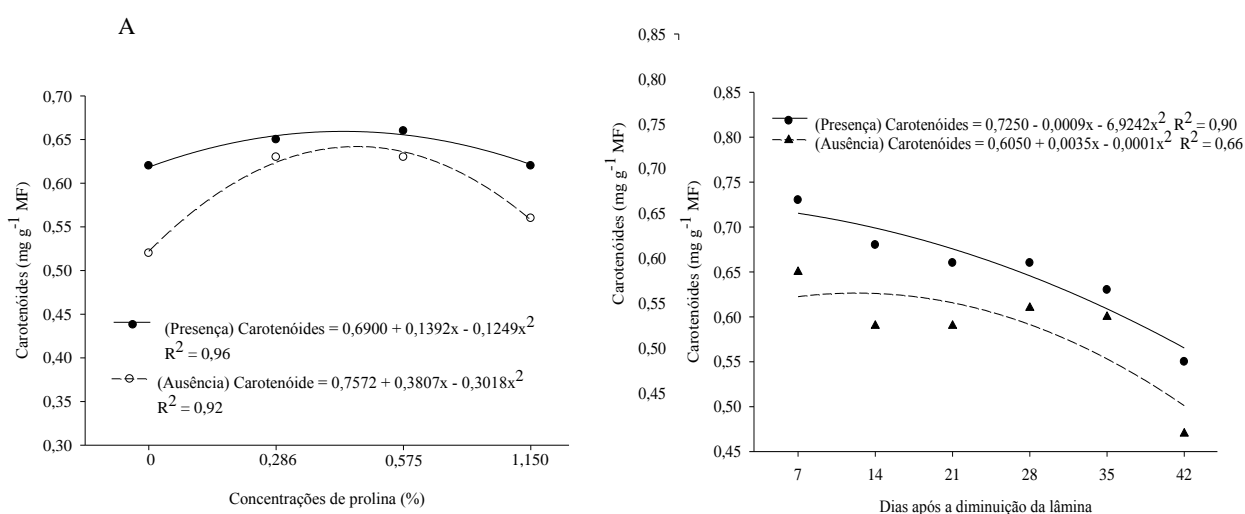 A
0,70
0,65
0,60
0,55
0,50
0,45
0,40
0,35
0,30
Carotenóides (mg g-1 MF)
(Presença) Carotenóides = 0,6900 + 0,1392x - 0,1249x2
R2 = 0,96
(Ausência) Carotenóide = 0,7572 + 0,3807x - 0,3018x2
R2 = 0,92
0 0,286 0,575 1,150
Concentrações de prolina (%)
0,85
0,80
0,75
0,70
0,65
0,60
0,55
0,50
0,45
Carotenóides (mg g-1 MF)
0,85
0,80
0,75
0,70
0,65
0,60
0,55
0,50
0,45
Carotenóides (mg g-1 MF)
(Presença) Carotenóides = 0,7250 - 0,0009x - 6,9242x2 R2 = 0,90
(Ausência) Carotenóides = 0,6050 + 0,0035x - 0,0001x2 R2 = 0,66
7 14 21 28 35 42
Dias após a diminuição da lâmina